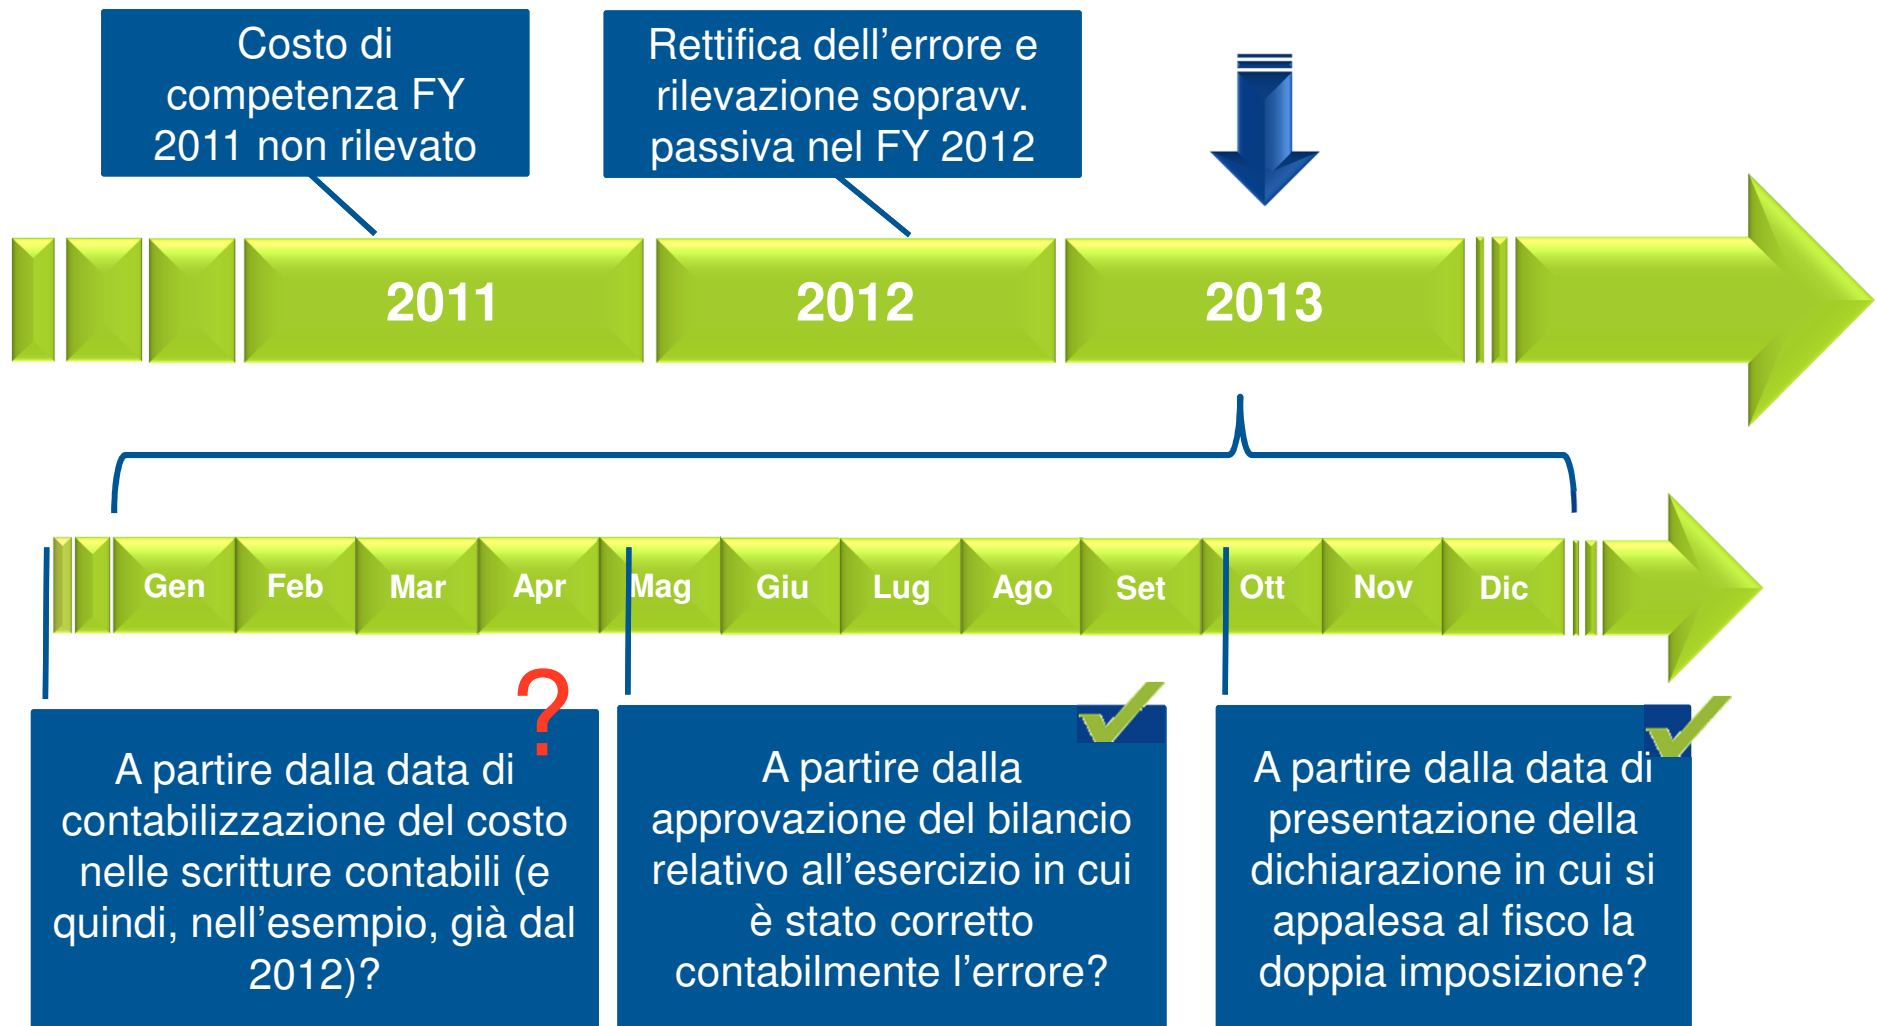 Costo di
competenza FY
2011 non rilevato
Rettifica dell’errore e
rilevazione sopravv.
passiva nel FY 2012
2011
2012
2013
Gen
Feb
Mar
Apr
Mag
Giu
Lug
Ago
Set
Ott
Nov
Dic
?
A partire dalla data di
contabilizzazione del costo
nelle scritture contabili (e
quindi, nell’esempio, già dal
2012)?
A partire dalla
approvazione del bilancio
relativo all’esercizio in cui
è stato corretto
contabilmente l’errore?
A partire dalla data di
presentazione della
dichiarazione in cui si
appalesa al fisco la
doppia imposizione?